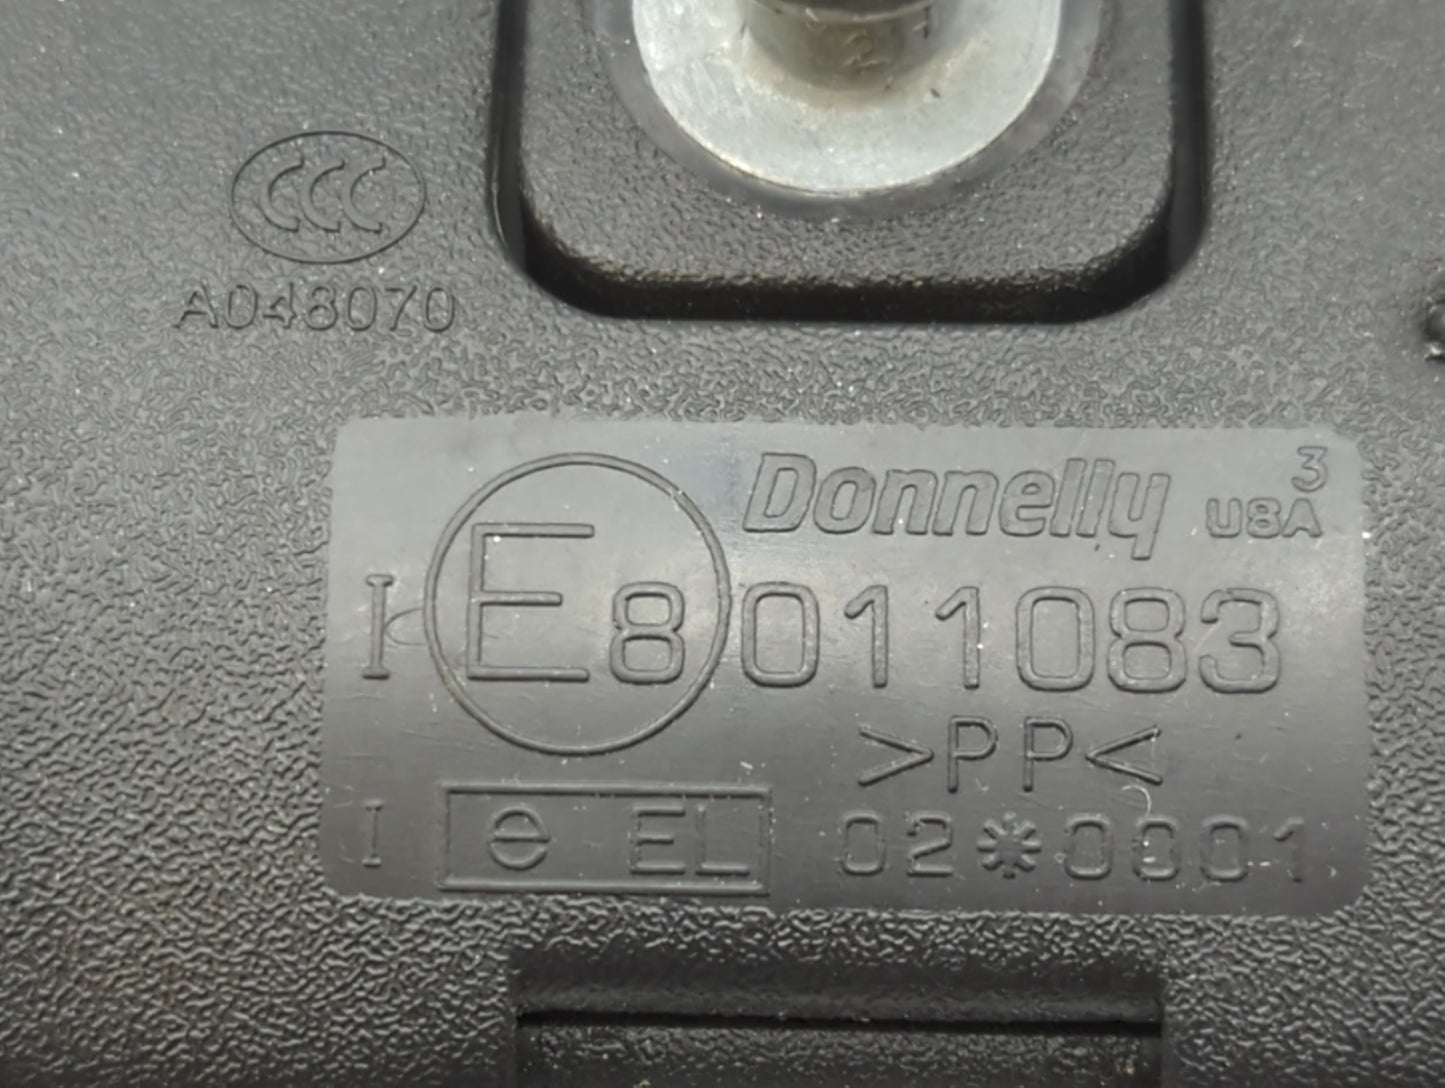 CCC
A048070
Donnelly 3
USA
I E8 011083
>PP<
I e EL 02*0001